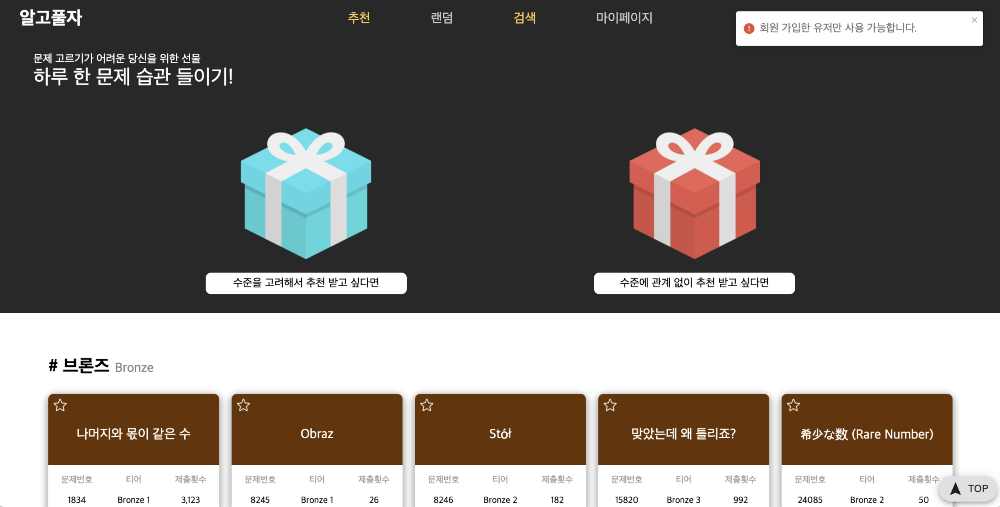 알고풀자
추천 랜덤 검색 마이페이지
회원 가입한 유저만 사용 가능합니다.
문제 고르기가 어려운 당신을 위한 선물
하루 한 문제 습관 들이기!
수준을 고려해서 추천 받고 싶다면
수준에 관계 없이 추천 받고 싶다면
# 브론즈 Bronze
나머지와 몫이 같은 수
문제번호 티어 제출횟수
1834 Bronze 1 3,123
Obraz
문제번호 티어 제출횟수
8245 Bronze 1 26
Stół
문제번호 티어 제출횟수
8246 Bronze 2 182
맞았는데 왜 틀리죠?
문제번호 티어 제출횟수
15820 Bronze 3 992
希少な数 (Rare Number)
문제번호 티어 제출횟수
24085 Bronze 2 50
TOP